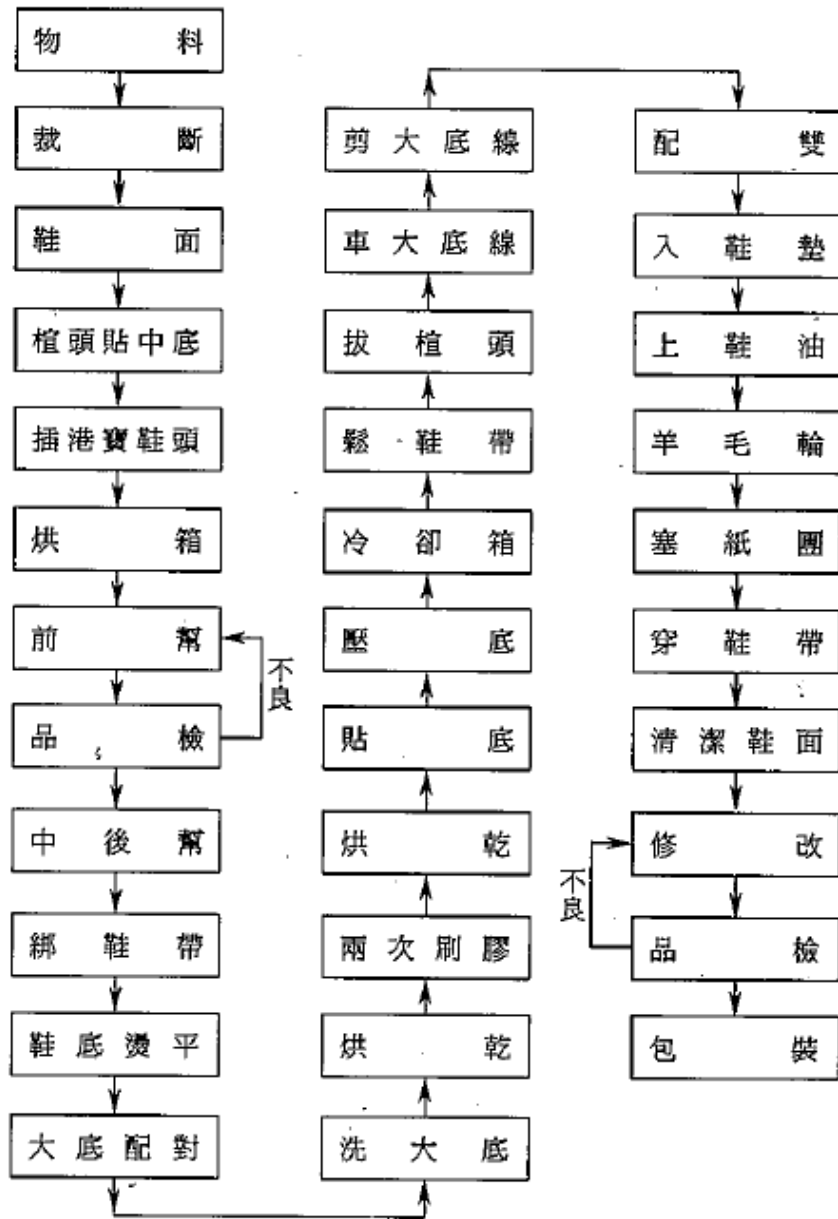 物料
裁斷
鞋面
楦頭貼中底
插港寶鞋頭
烘箱
前幫
不良
品檢
中後幫
綁鞋帶
鞋底燙平
大底配對
洗大底
烘乾
兩次刷膠
烘乾
貼底
壓底
冷卻箱
鬆鞋帶
拔楦頭
車大底線
剪大底線
配雙
入鞋墊
上鞋油
羊毛輪
塞紙團
穿鞋帶
清潔鞋面
修改
不良
品檢
包裝